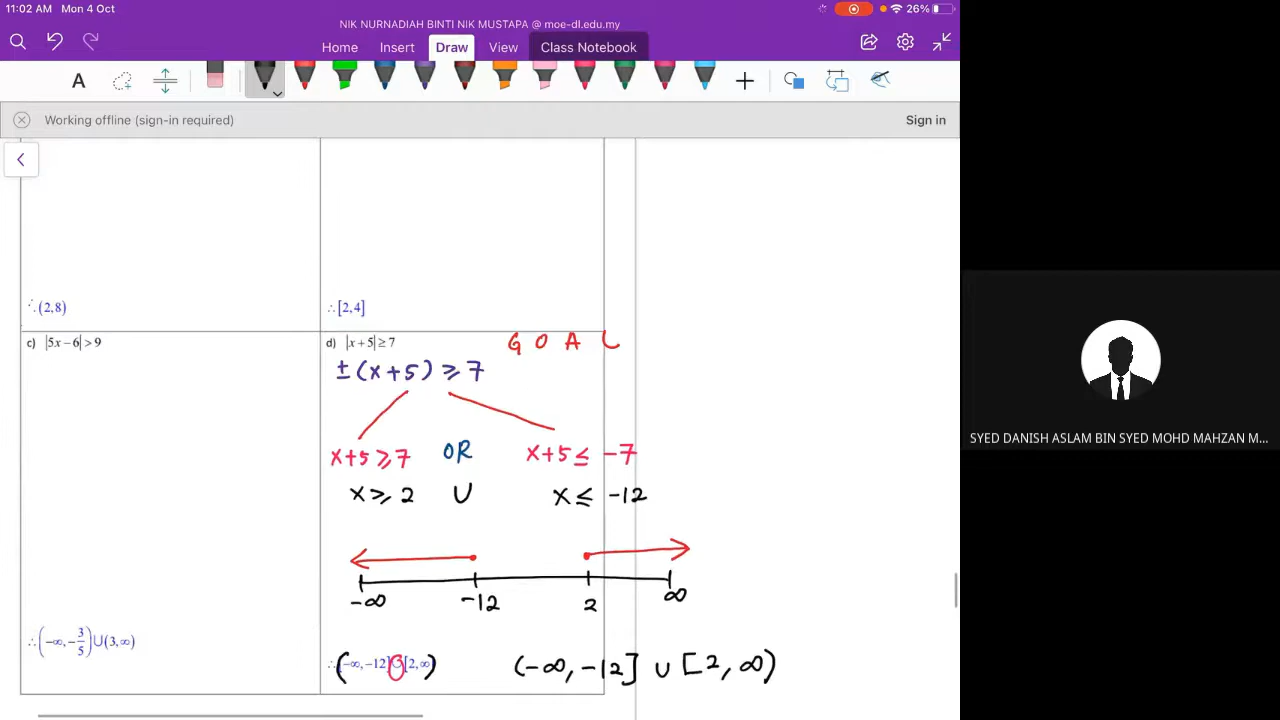 11:02 AM Mon 4 Oct
26%
NIK NURNADIAH BINTI NIK MUSTAPA @ moe-dl.edu.my
Home Insert Draw View Class Notebook
A
Working offline (sign-in required) Sign in
∴ (2,8)
∴ [2,4]
c) |5x−6| > 9
d) |x+5| ≥ 7
G O A L
±(x+5) ≥ 7
x+5 ≥ 7 OR x+5 ≤ −7
x ≥ 2 ∪ x ≤ −12
−∞ −12 2 ∞
∴ (−∞, −3/5) ∪ (3, ∞)
∴ (−∞, −12] ∪ [2, ∞)
(−∞, −12] ∪ [2, ∞)
SYED DANISH ASLAM BIN SYED MOHD MAHZAN M...